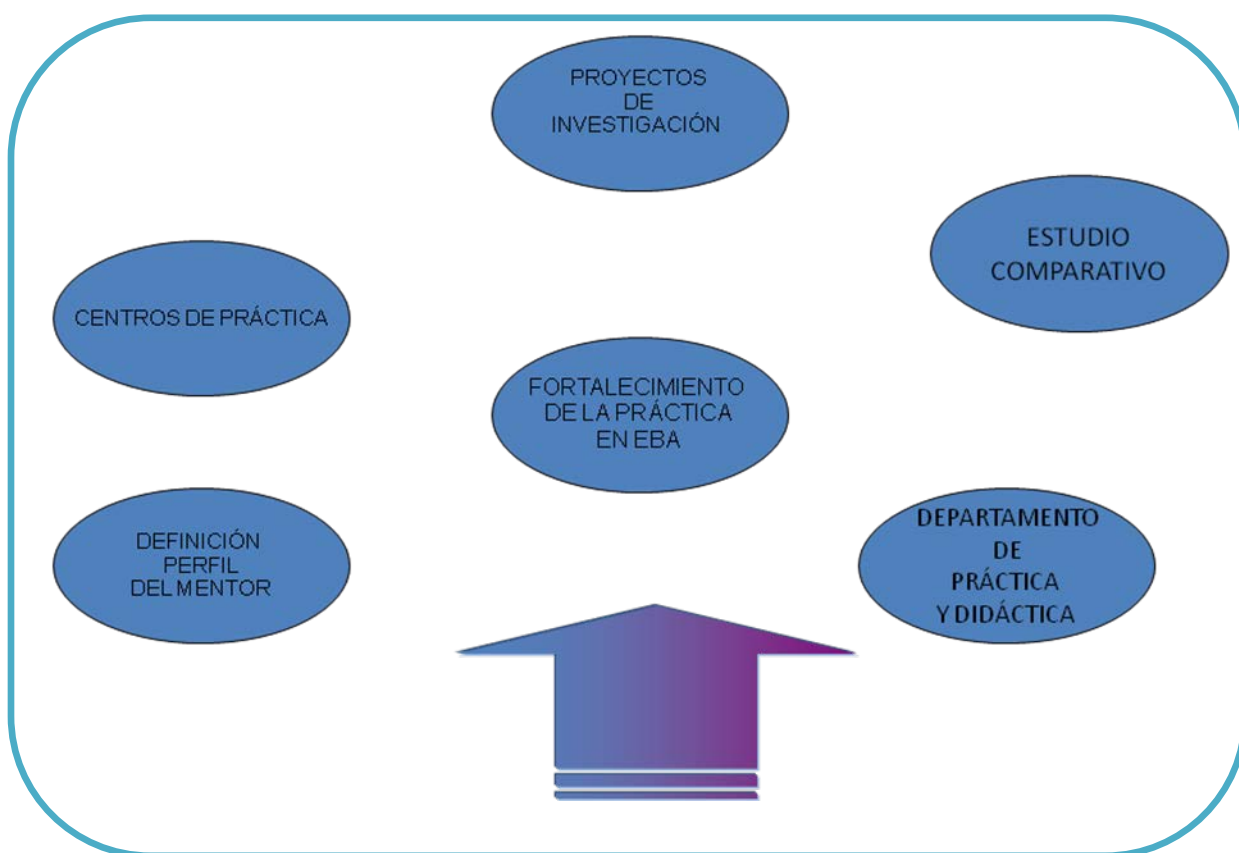 PROYECTOS
DE
INVESTIGACIÓN
ESTUDIO
COMPARATIVO
CENTROS DE PRÁCTICA
FORTALECIMIENTO
DE LA PRÁCTICA
EN EBA
DEFINICIÓN
PERFIL
DEL MENTOR
DEPARTAMENTO
DE
PRÁCTICA
Y DIDÁCTICA